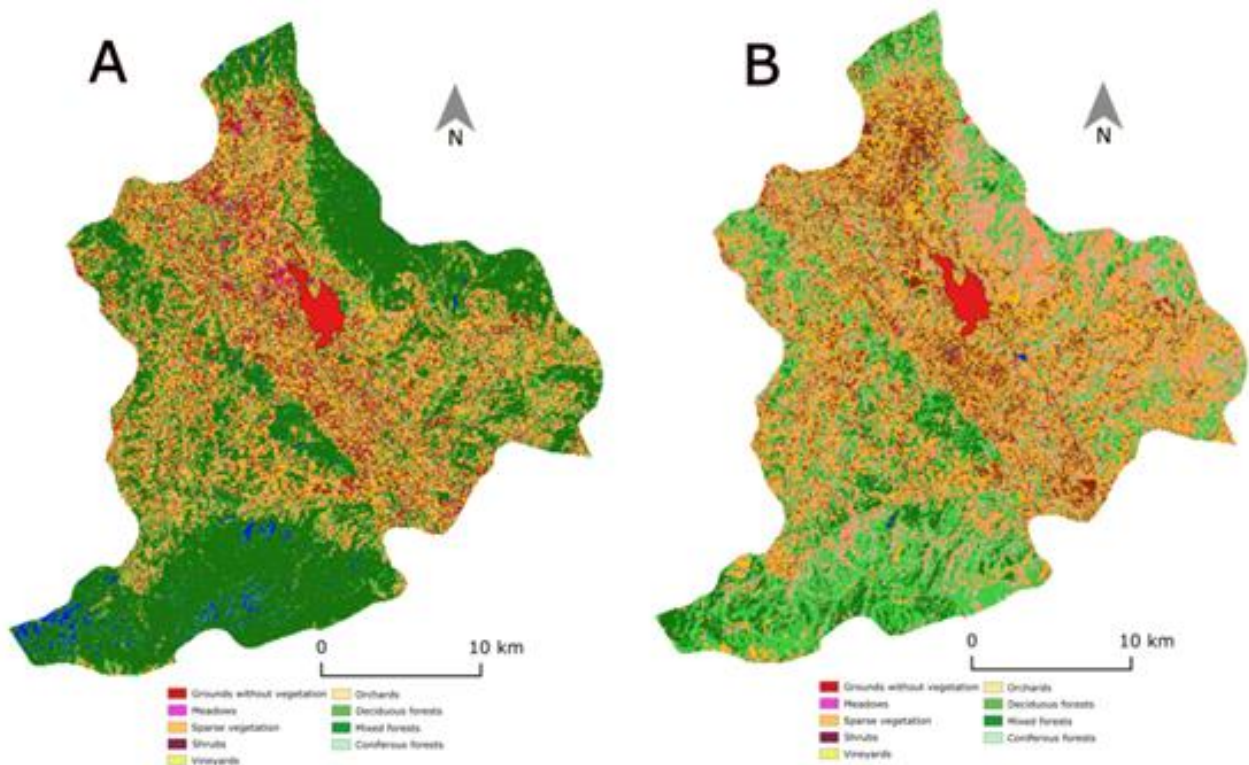 A
B
N
N
0 10 km
0 10 km
Grounds without vegetation
Meadows
Sparse vegetation
Shrubs
Vineyards
Orchards
Deciduous forests
Mixed forests
Coniferous forests
Grounds without vegetation
Meadows
Sparse vegetation
Shrubs
Vineyards
Orchards
Deciduous forests
Mixed forests
Coniferous forests